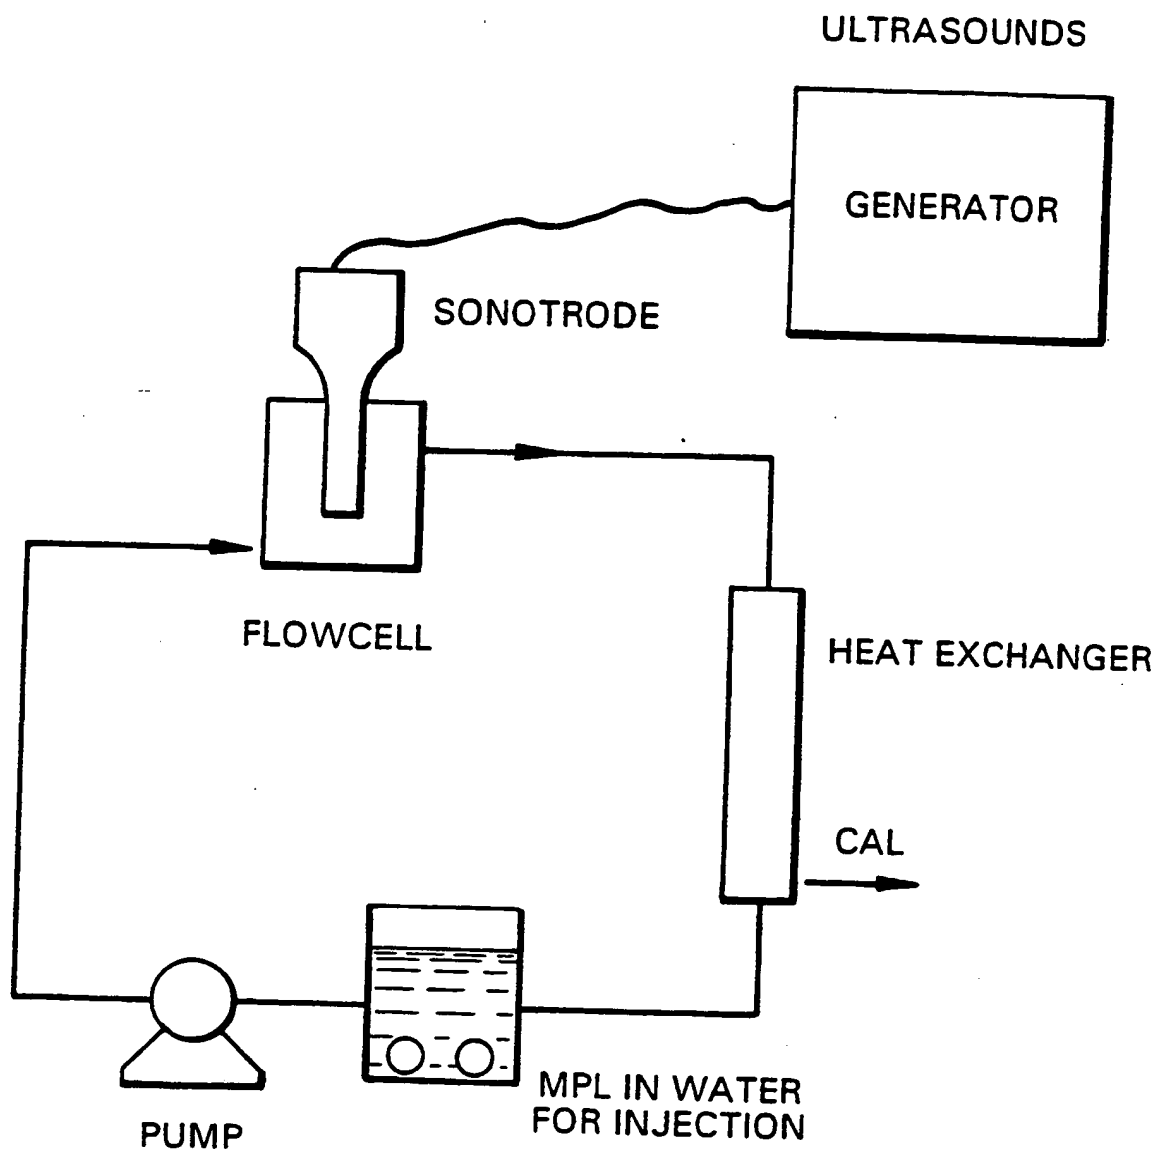 ULTRASOUNDS
GENERATOR
SONOTRODE
FLOWCELL
HEAT EXCHANGER
CAL
MPL IN WATER
FOR INJECTION
PUMP